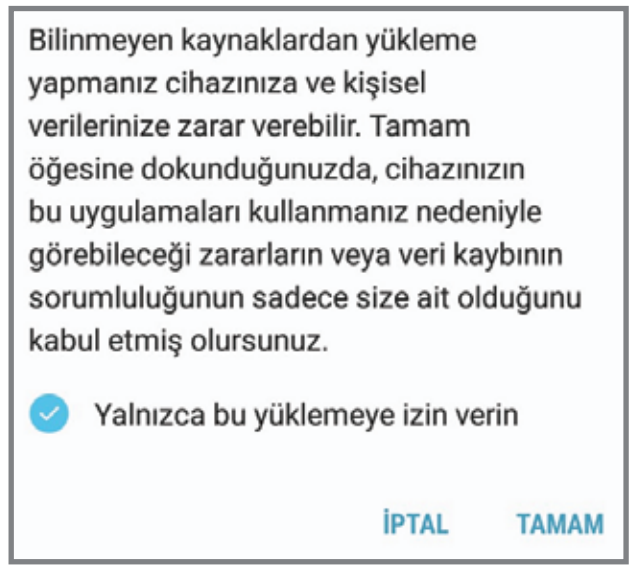 Bilinmeyen kaynaklardan yükleme
yapmanız cihazınıza ve kişisel
verilerinize zarar verebilir. Tamam
öğesine dokunduğunuzda, cihazınızın
bu uygulamaları kullanmanız nedeniyle
görebileceği zararların veya veri kaybının
sorumluluğunun sadece size ait olduğunu
kabul etmiş olursunuz.
Yalnızca bu yüklemeye izin verin
İPTAL TAMAM